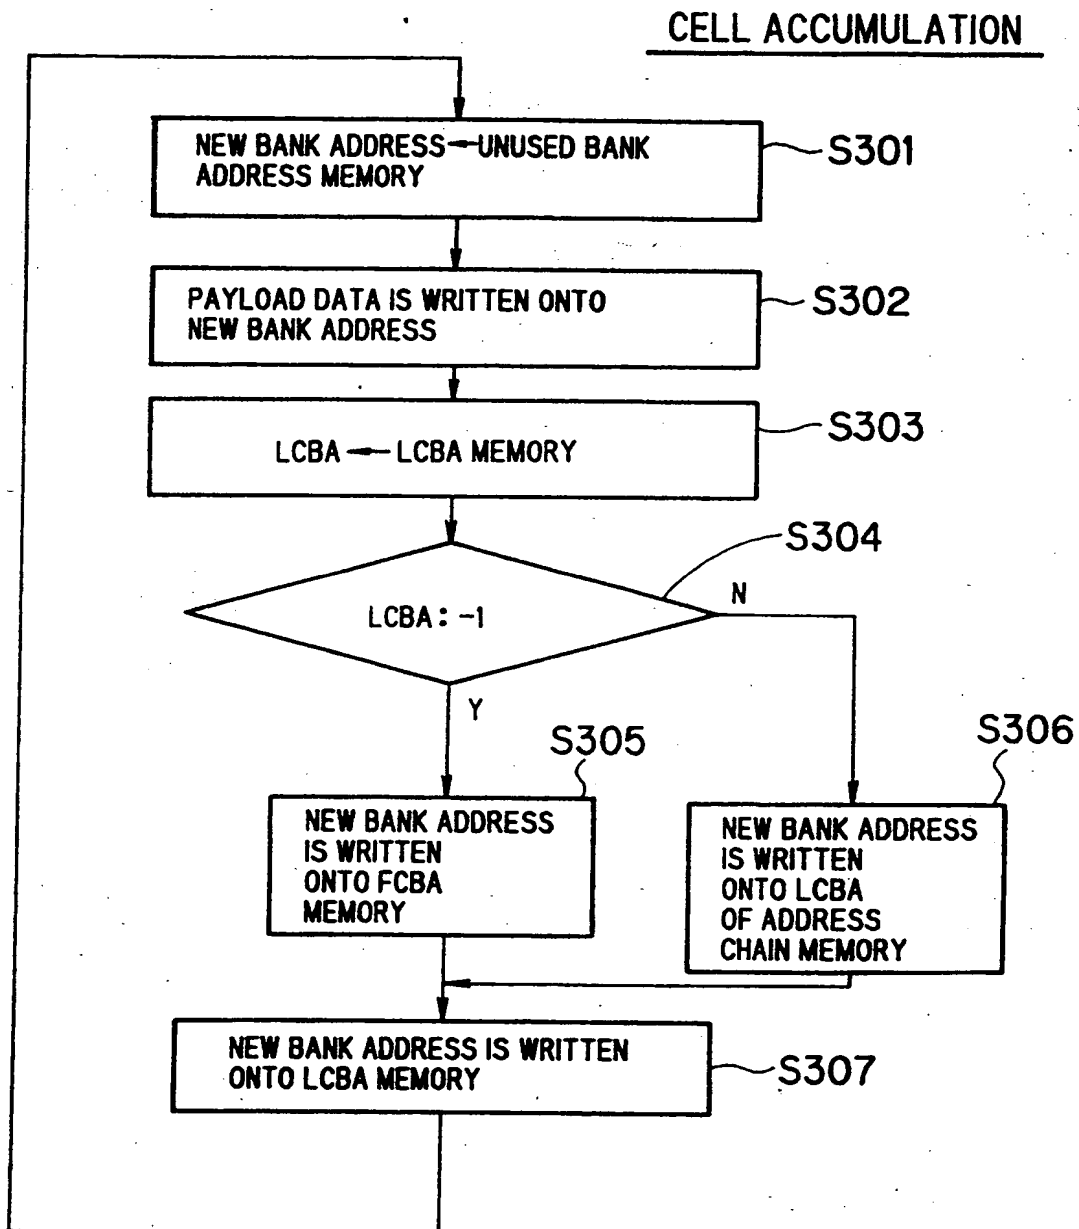 CELL ACCUMULATION
NEW BANK ADDRESS←UNUSED BANK
ADDRESS MEMORY
S301
PAYLOAD DATA IS WRITTEN ONTO
NEW BANK ADDRESS
S302
LCBA ← LCBA MEMORY
S303
S304
LCBA : -1
N
Y
S305
S306
NEW BANK ADDRESS
IS WRITTEN
ONTO FCBA
MEMORY
NEW BANK ADDRESS
IS WRITTEN
ONTO LCBA
OF ADDRESS
CHAIN MEMORY
NEW BANK ADDRESS IS WRITTEN
ONTO LCBA MEMORY
S307